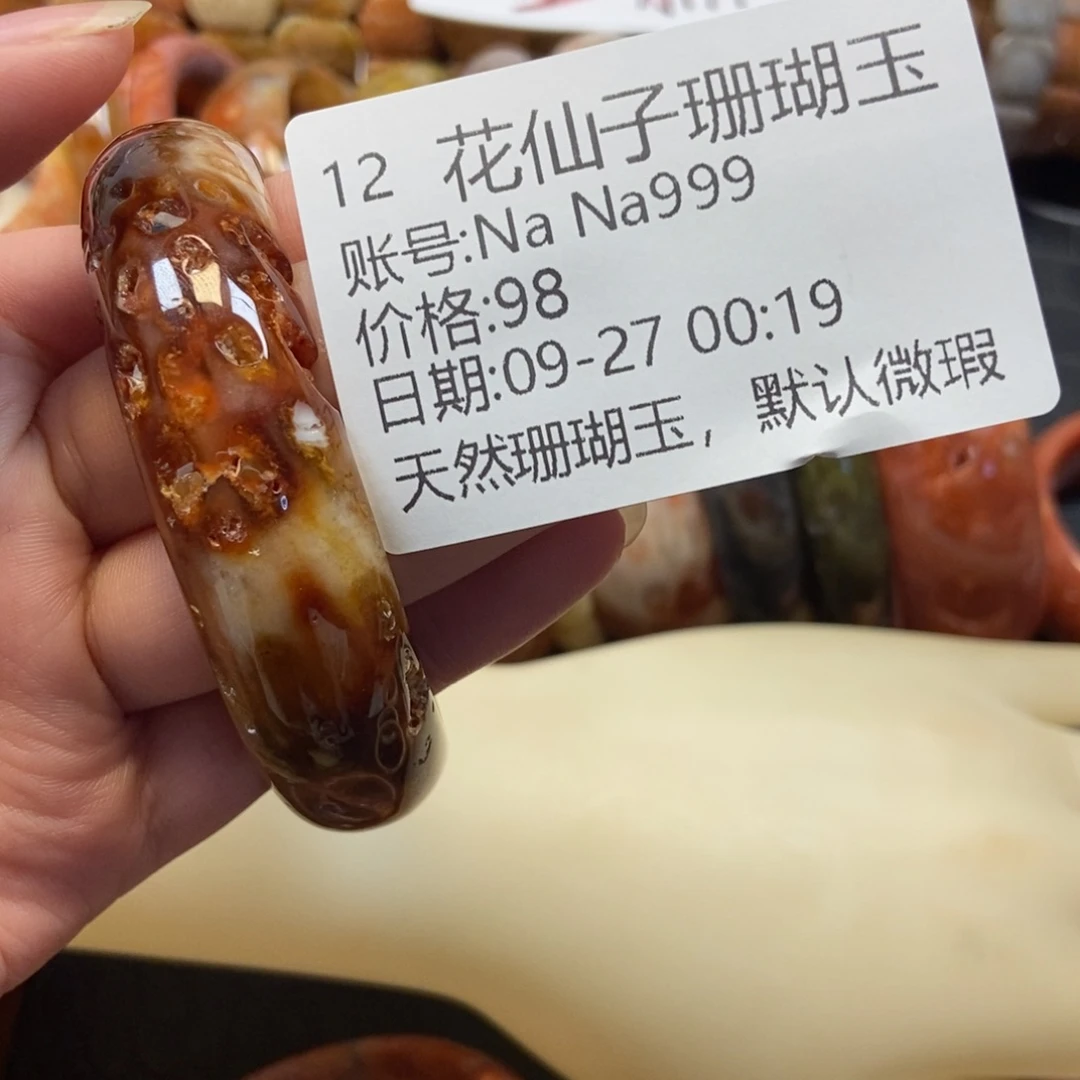 12 花仙子珊瑚玉
账号:Na Na999
价格:98
日期:09-27 00:19
天然珊瑚玉，默认微瑕